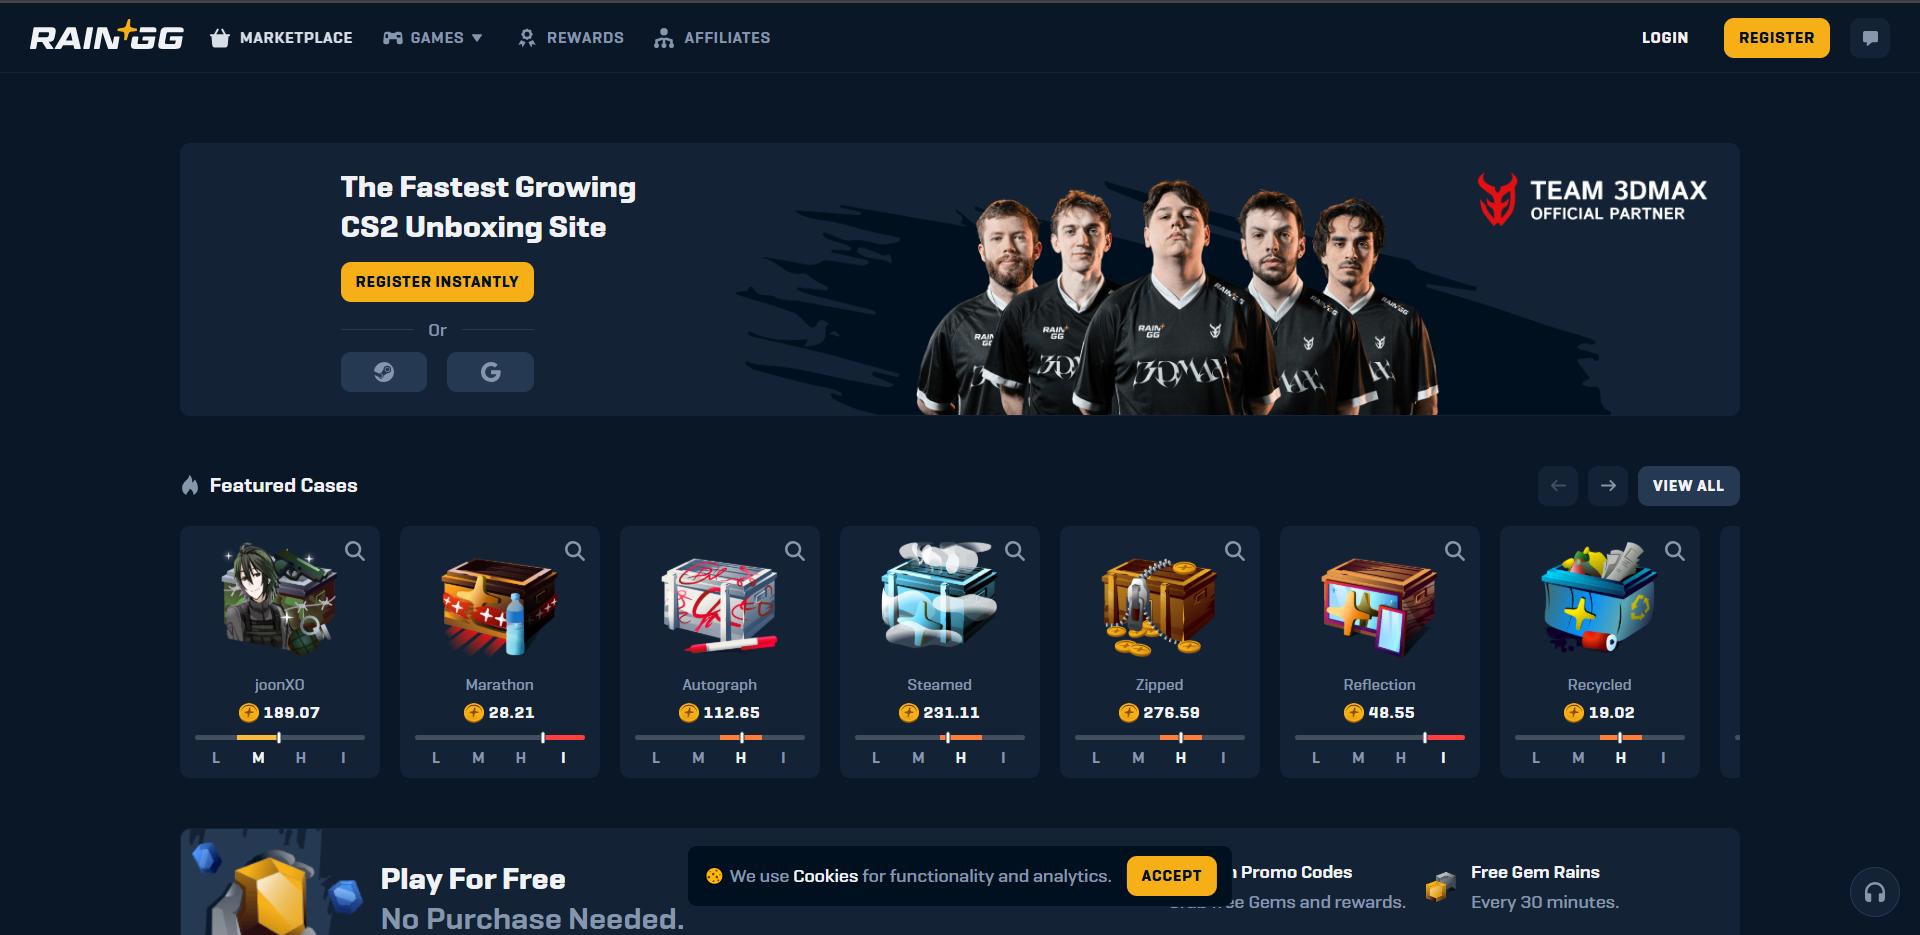 RAIN GG
MARKETPLACE
GAMES
REWARDS
AFFILIATES
LOGIN
REGISTER
The Fastest Growing
CS2 Unboxing Site
REGISTER INSTANTLY
Or
TEAM 3DMAX
OFFICIAL PARTNER
RAIN GG
3DMAX
Featured Cases
VIEW ALL
joonXO
189.07
L M H I
Marathon
28.21
L M H I
Autograph
112.65
L M H I
Steamed
231.11
L M H I
Zipped
276.59
L M H I
Reflection
48.55
L M H I
Recycled
19.02
L M H I
Play For Free
No Purchase Needed.
We use Cookies for functionality and analytics.
ACCEPT
Promo Codes
Gems and rewards.
Free Gem Rains
Every 30 minutes.